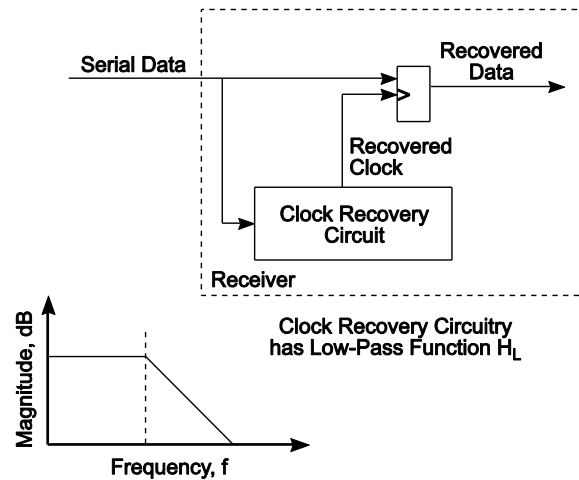 Serial Data
Recovered
Data
>
Recovered
Clock
Clock Recovery
Circuit
Receiver
Clock Recovery Circuitry
has Low-Pass Function HL
Magnitude, dB
Frequency, f